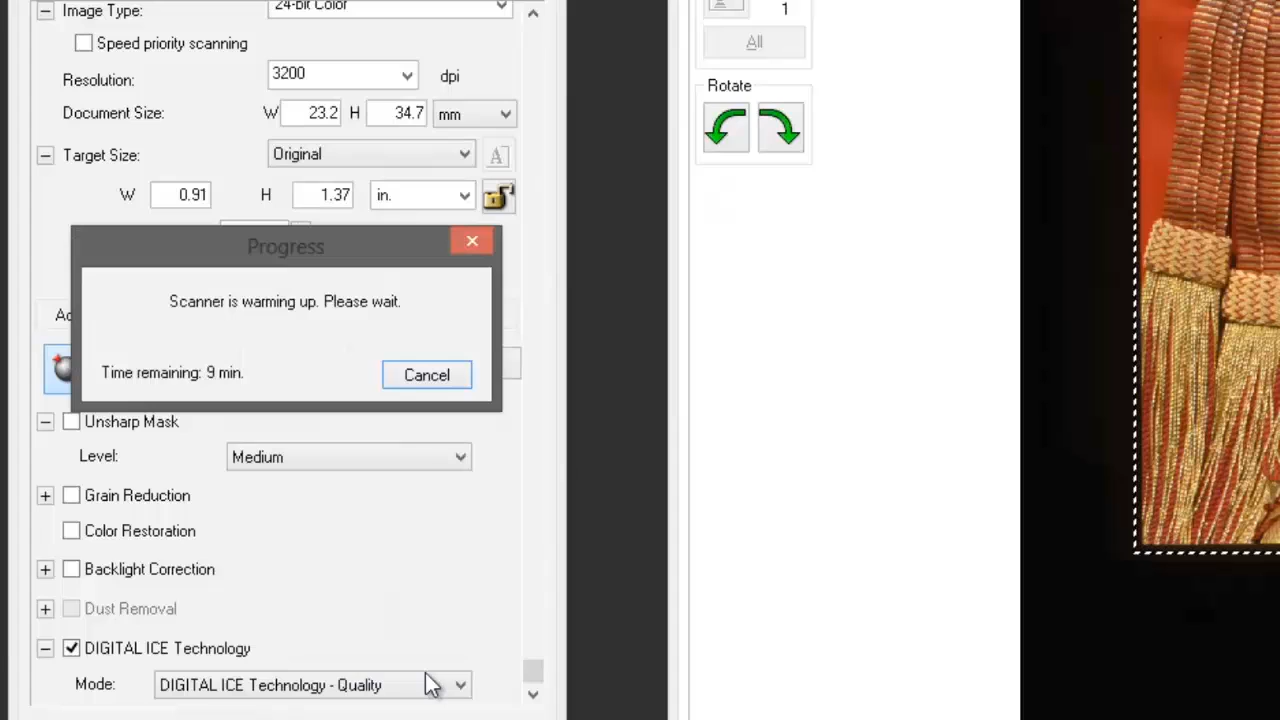 Image Type: 24-bit Color
1
Speed priority scanning
All
Resolution: 3200 dpi
Rotate
Document Size: W 23.2 H 34.7 mm
Target Size: Original
W 0.91 H 1.37 in.
Progress
Scanner is warming up. Please wait.
Time remaining: 9 min. Cancel
Unsharp Mask
Level: Medium
Grain Reduction
Color Restoration
Backlight Correction
Dust Removal
DIGITAL ICE Technology
Mode: DIGITAL ICE Technology - Quality